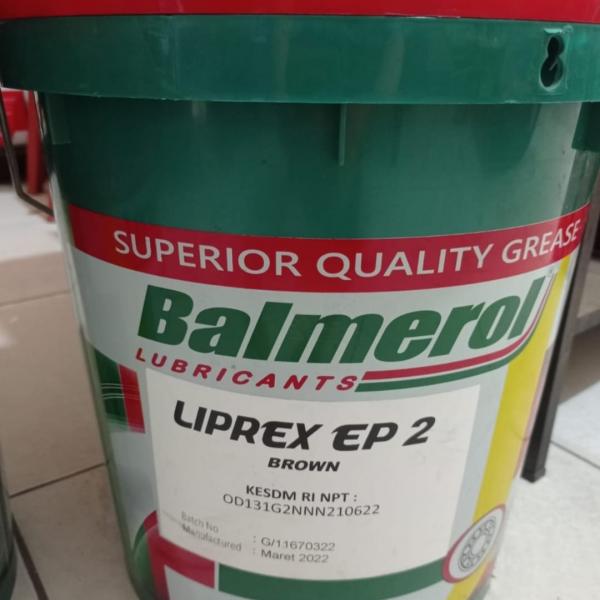 SUPERIOR QUALITY GREASE
Balmerol
LUBRICANTS
LIPREX EP 2
BROWN
KESDM RI NPT :
OD131G2NNN210622
Batch No : G/11670322
Manufactured : Maret 2022